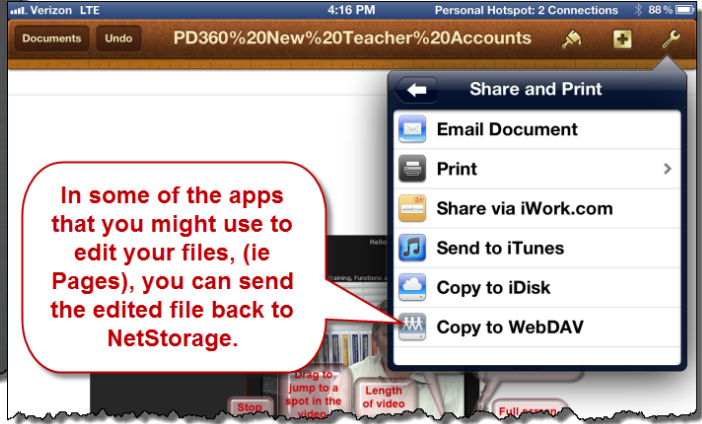 Verizon LTE 4:16 PM Personal Hotspot: 2 Connections 88%
Documents Undo PD360%20New%20Teacher%20Accounts
Share and Print
Email Document
Print
Share via iWork.com
Send to iTunes
Copy to iDisk
Copy to WebDAV
In some of the apps
that you might use to
edit your files, (ie
Pages), you can send
the edited file back to
NetStorage.
Hello
Training, Functions a
Drag to
jump to a
spot in the
video
Length
of video
Stop
Full screen